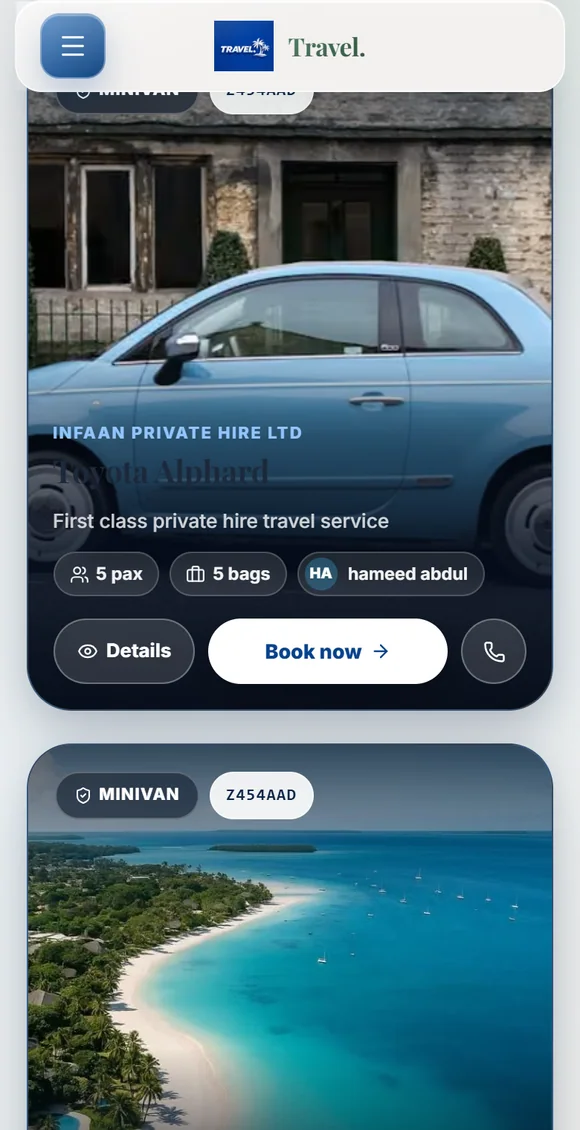 TRAVEL.
Travel.
MINIVAN
Z454AAD
INFAAN PRIVATE HIRE LTD
Toyota Alphard
First class private hire travel service
5 pax
5 bags
HA
hameed abdul
Details
Book now
MINIVAN
Z454AAD